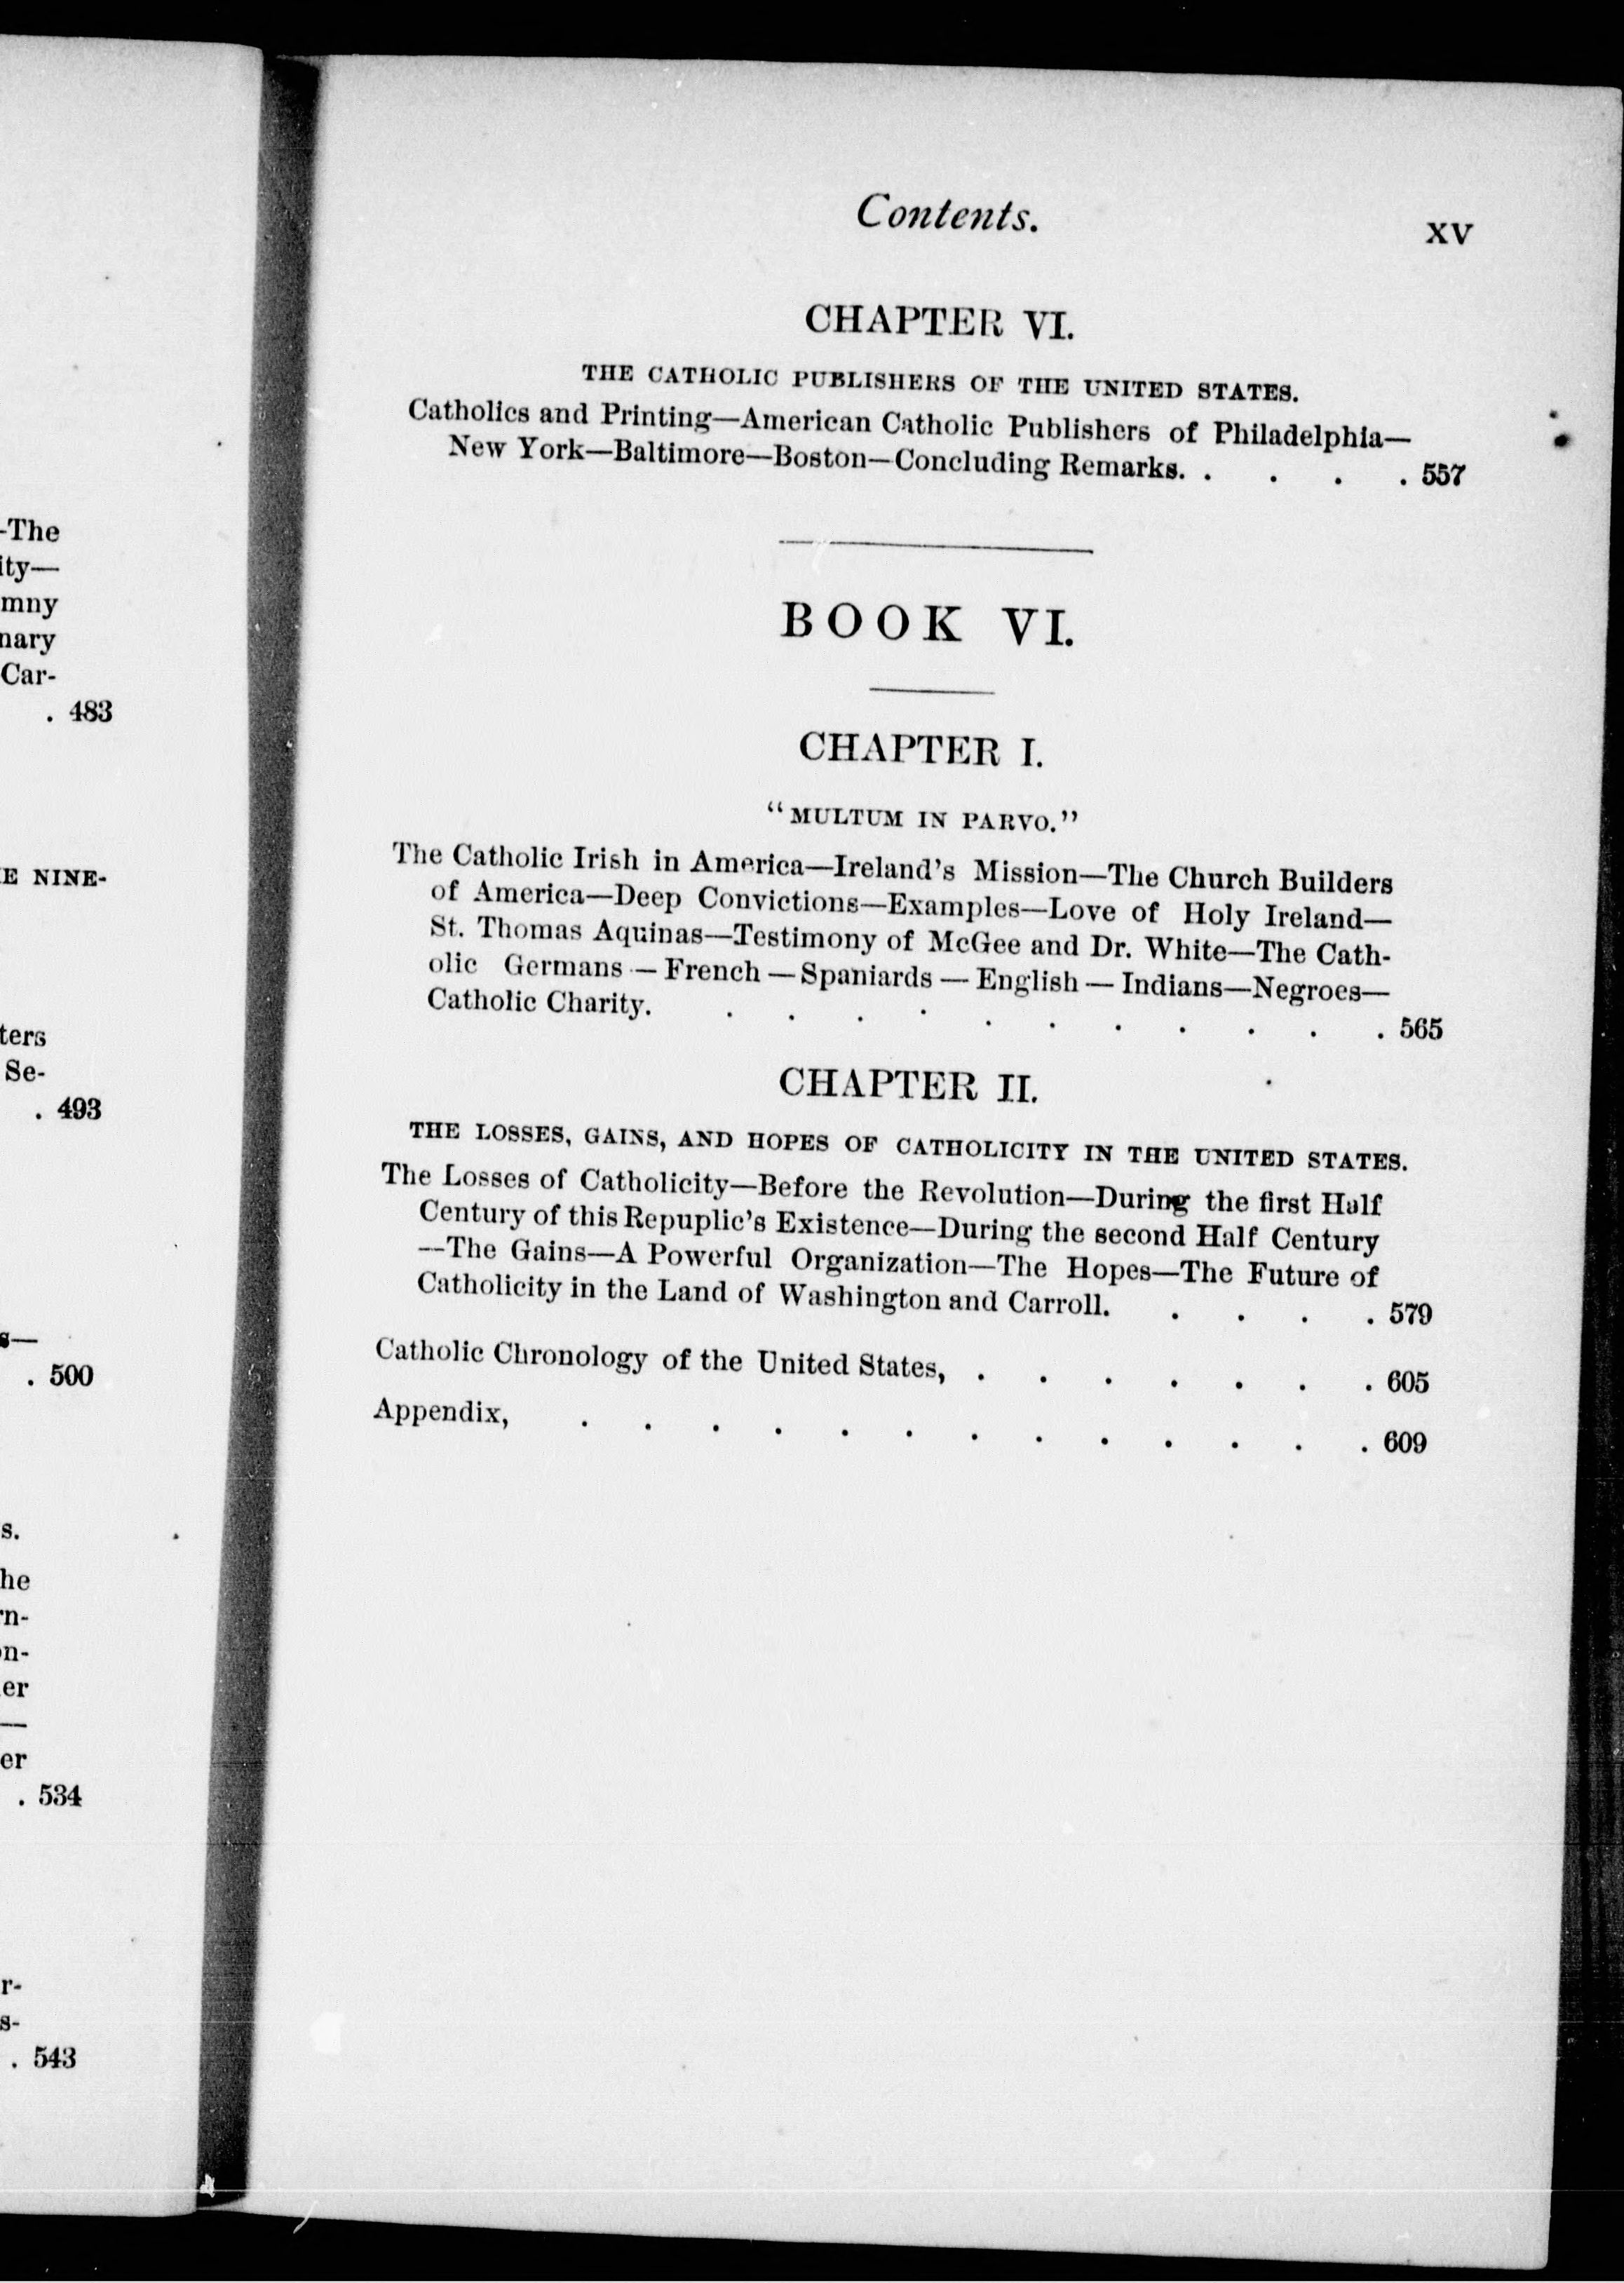 -The
ity—
mny
nary
Car-
. 483
E NINE-
ters
Se-
. 493
s—
. 500
s.
he
rn-
on-
er
—
er
. 534
r-
s-
. 543
Contents.
XV
CHAPTER VI.
THE CATHOLIC PUBLISHERS OF THE UNITED STATES.
Catholics and Printing—American Catholic Publishers of Philadelphia—
New York—Baltimore—Boston—Concluding Remarks. . . . . 557
BOOK VI.
CHAPTER I.
“MULTUM IN PARVO.”
The Catholic Irish in America—Ireland's Mission—The Church Builders
of America—Deep Convictions—Examples—Love of Holy Ireland—
St. Thomas Aquinas—Testimony of McGee and Dr. White—The Cath-
olic Germans — French — Spaniards — English — Indians—Negroes—
Catholic Charity. . . . . . . . . . . . 565
CHAPTER II.
THE LOSSES, GAINS, AND HOPES OF CATHOLICITY IN THE UNITED STATES.
The Losses of Catholicity—Before the Revolution—During the first Half
Century of this Repuplic's Existence—During the second Half Century
—The Gains—A Powerful Organization—The Hopes—The Future of
Catholicity in the Land of Washington and Carroll. . . . . 579
Catholic Chronology of the United States, . . . . . . . 605
Appendix, . . . . . . . . . . . . . 609